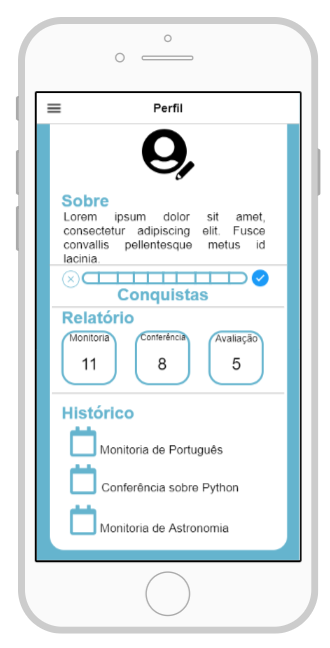 Perfil
Sobre
Lorem ipsum dolor sit amet,
consectetur adipiscing elit. Fusce
convallis pellentesque metus id
lacinia.
Conquistas
Relatório
Monitoria
Conferência
Avaliação
11
8
5
Histórico
Monitoria de Português
Conferência sobre Python
Monitoria de Astronomia